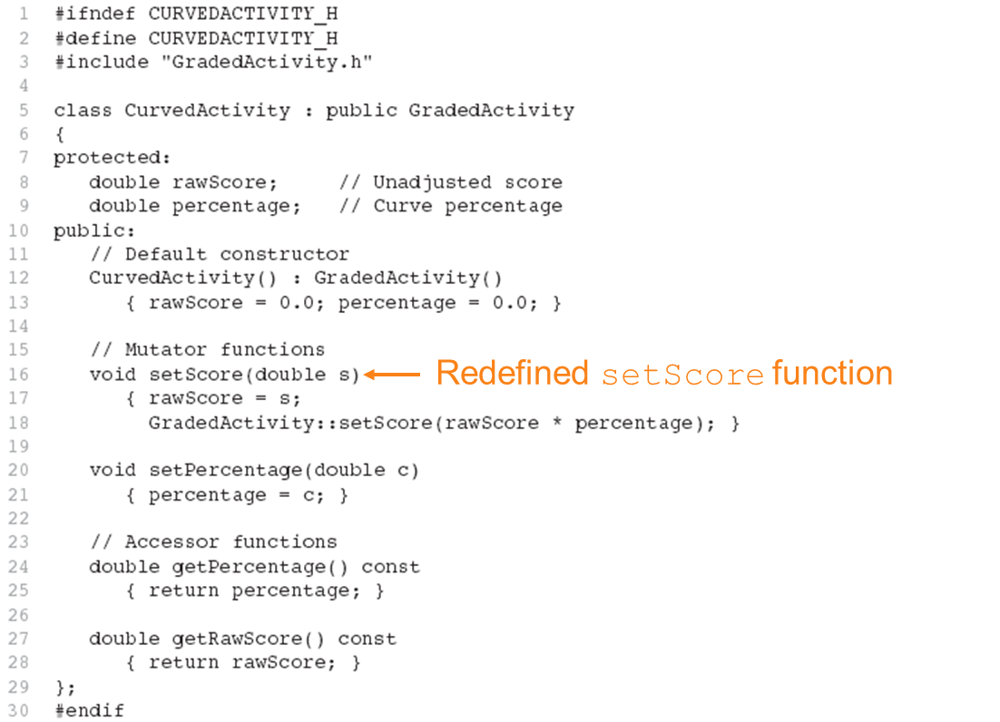 1 #ifndef CURVEDACTIVITY_H
2 #define CURVEDACTIVITY_H
3 #include "GradedActivity.h"
4
5 class CurvedActivity : public GradedActivity
6 {
7 protected:
8    double rawScore;     // Unadjusted score
9    double percentage;   // Curve percentage
10 public:
11    // Default constructor
12    CurvedActivity() : GradedActivity()
13       { rawScore = 0.0; percentage = 0.0; }
14
15    // Mutator functions
16    void setScore(double s) Redefined setScore function
17       { rawScore = s;
18         GradedActivity::setScore(rawScore * percentage); }
19
20    void setPercentage(double c)
21       { percentage = c; }
22
23    // Accessor functions
24    double getPercentage() const
25       { return percentage; }
26
27    double getRawScore() const
28       { return rawScore; }
29 };
30 #endif